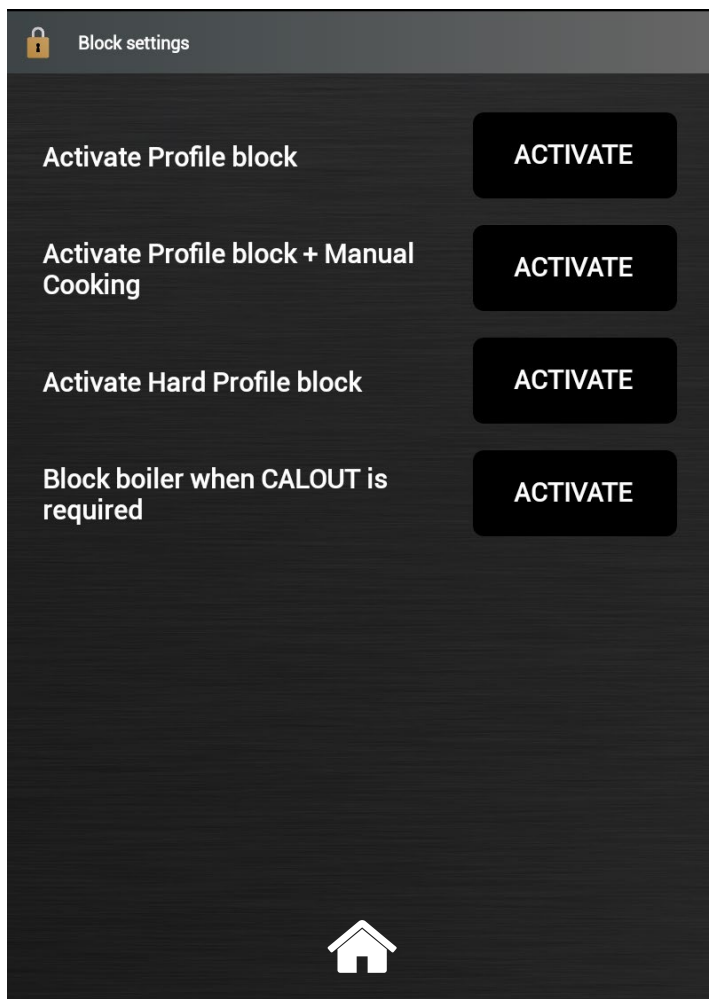 Block settings
Activate Profile block
ACTIVATE
Activate Profile block + Manual
Cooking
ACTIVATE
Activate Hard Profile block
ACTIVATE
Block boiler when CALOUT is
required
ACTIVATE